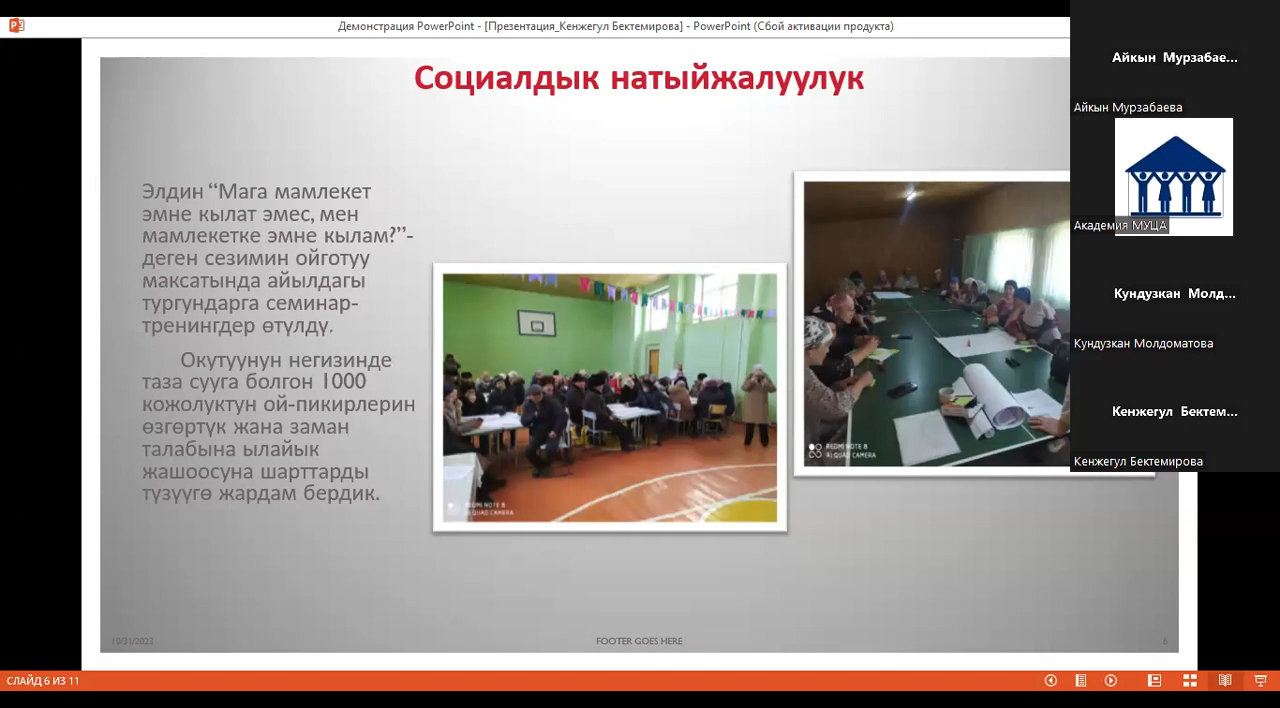 Демонстрация PowerPoint - [Презентация_Кенжегул Бектемирова] - PowerPoint (Сбой активации продукта)
Социалдык натыйжалуулук
Элдин “Мага мамлекет
эмне кылат эмес, мен
мамлекетке эмне кылам?”-
деген сезимин ойготуу
максатында айылдагы
тургундарга семинар-
тренингдер өтүлдү.
Окутуунун негизинде
таза сууга болгон 1000
кожолуктун ой-пикирлерин
өзгөртүк жана заман
талабына ылайык
жашоосуна шарттарды
түзүүгө жардам бердик.
REDMI NOTE 8
AI QUAD CAMERA
REDMI NOTE 8
AI QUAD CAMERA
10/31/2023
FOOTER GOES HERE
6
Айкын Мурзабае...
Айкын Мурзабаева
Академия МУЦА
Кундузкан Молд...
Кундузкан Молдоматова
Кенжегул Бектем...
Кенжегул Бектемирова
СЛАЙД 6 ИЗ 11